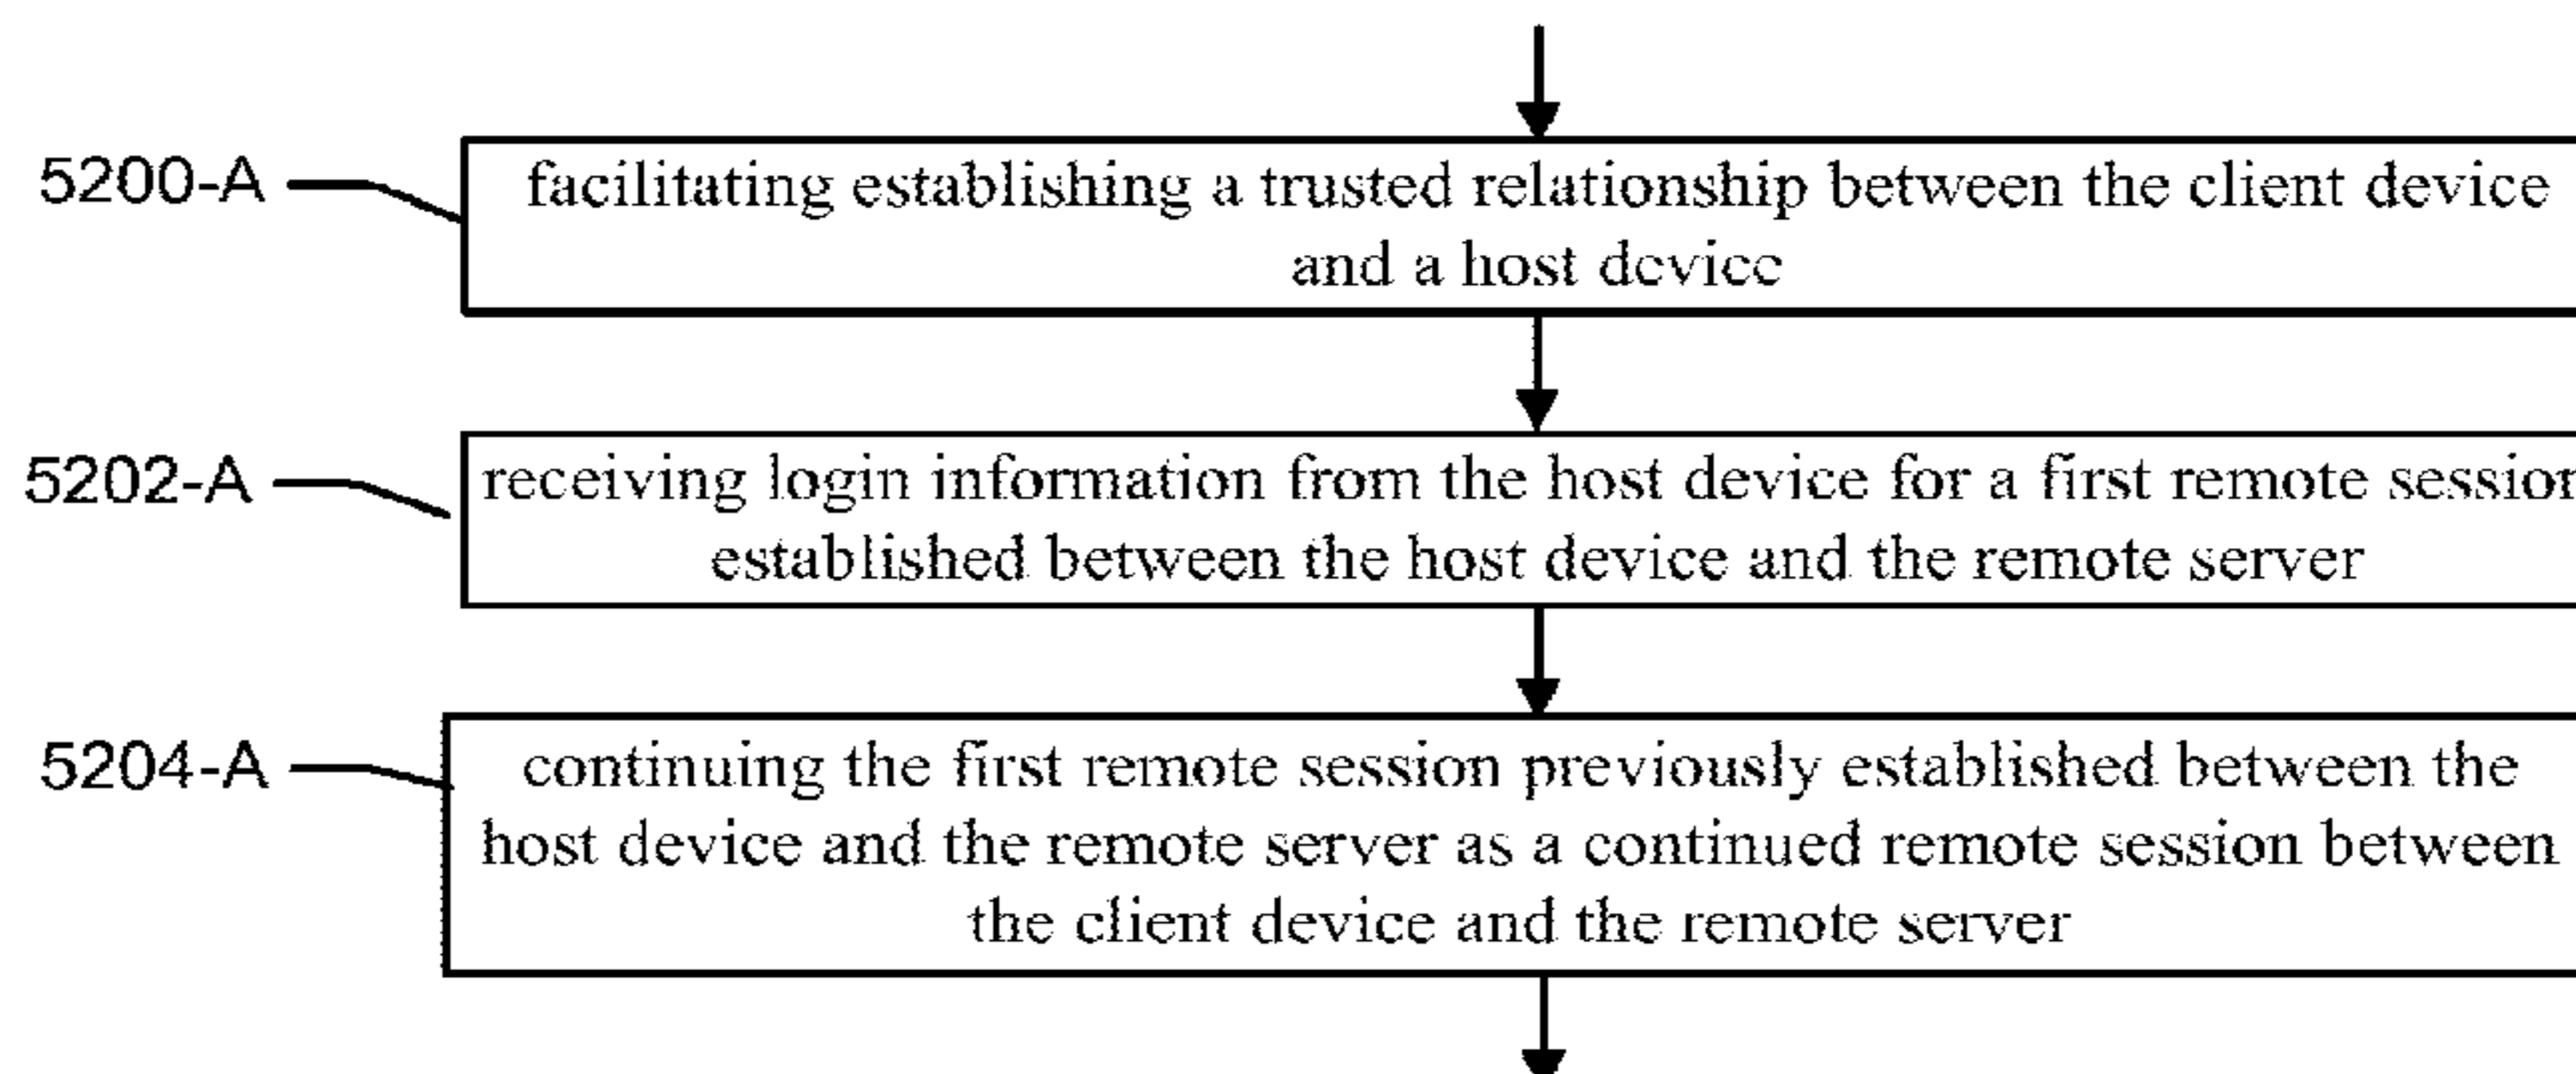 5200-A
facilitating establishing a trusted relationship between the client device
and a host device
5202-A
receiving login information from the host device for a first remote session
established between the host device and the remote server
5204-A
continuing the first remote session previously established between the
host device and the remote server as a continued remote session between
the client device and the remote server